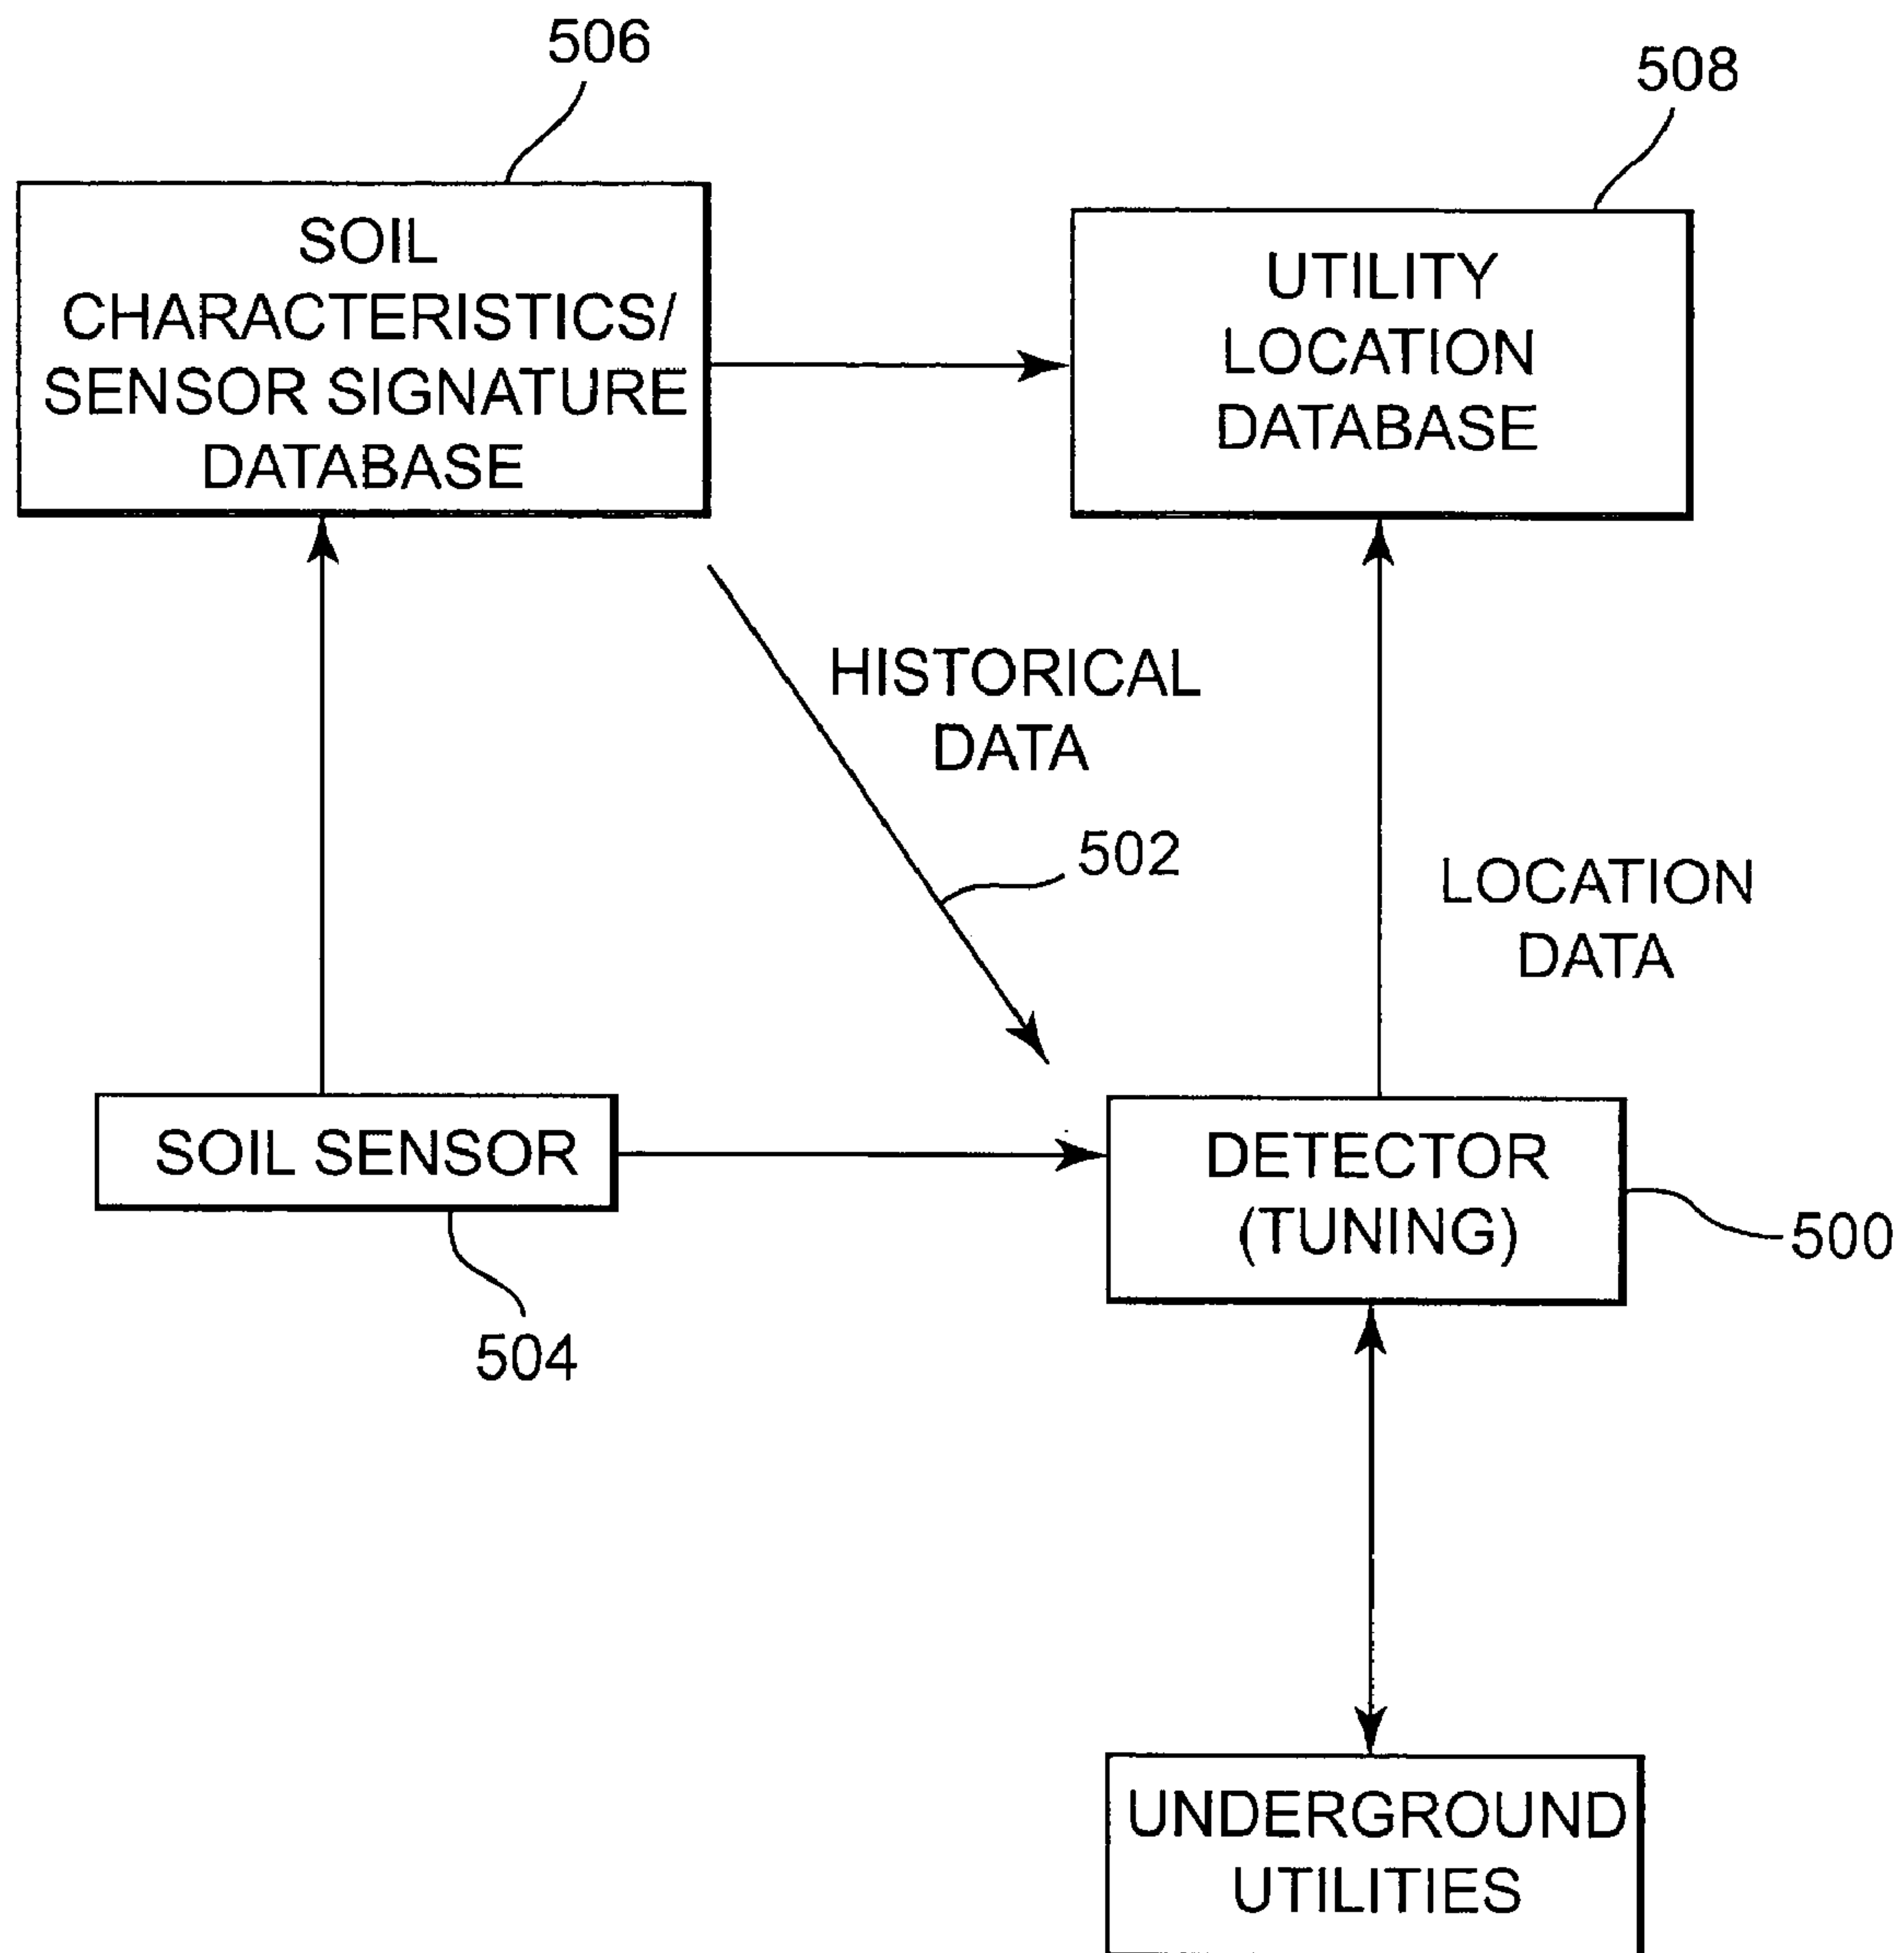 506
508
SOIL
CHARACTERISTICS/
SENSOR SIGNATURE
DATABASE
UTILITY
LOCATION
DATABASE
HISTORICAL
DATA
502
LOCATION
DATA
SOIL SENSOR
504
DETECTOR
(TUNING)
500
UNDERGROUND
UTILITIES